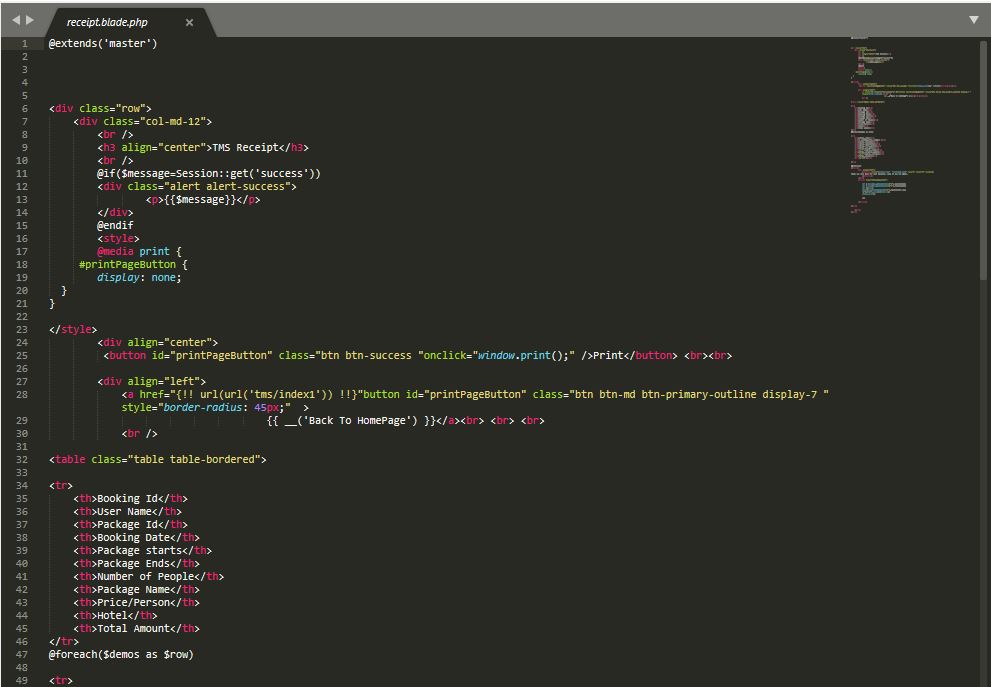 receipt.blade.php ×
1 @extends('master')
2
3
4
5
6 <div class="row">
7 <div class="col-md-12">
8 <br />
9 <h3 align="center">TMS Receipt</h3>
10 <br />
11 @if($message=Session::get('success'))
12 <div class="alert alert-success">
13 <p>{{$message}}</p>
14 </div>
15 @endif
16 <style>
17 @media print {
18 #printPageButton {
19 display: none;
20 }
21 }
22
23 </style>
24 <div align="center">
25 <button id="printPageButton" class="btn btn-success "onclick="window.print();" />Print</button> <br><br>
26
27 <div align="left">
28 <a href="{!! url(url('tms/index1')) !!}"button id="printPageButton" class="btn btn-md btn-primary-outline display-7 "
style="border-radius: 45px;"  >
29 {{ __('Back To HomePage') }}</a><br> <br> <br>
30 <br />
31
32 <table class="table table-bordered">
33
34 <tr>
35 <th>Booking Id</th>
36 <th>User Name</th>
37 <th>Package Id</th>
38 <th>Booking Date</th>
39 <th>Package starts</th>
40 <th>Package Ends</th>
41 <th>Number of People</th>
42 <th>Package Name</th>
43 <th>Price/Person</th>
44 <th>Hotel</th>
45 <th>Total Amount</th>
46 </tr>
47 @foreach($demos as $row)
48
49 <tr>